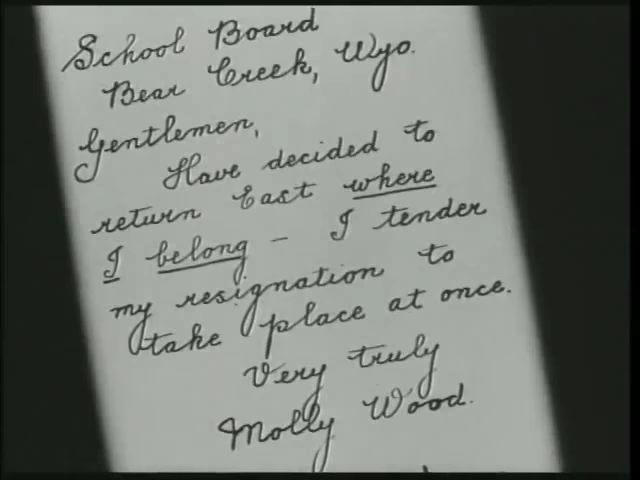 School Board
Bear Creek, Wyo.
Gentlemen,
Have decided to
return East where
I belong - I tender
my resignation to
take place at once.
Very truly
Molly Wood.